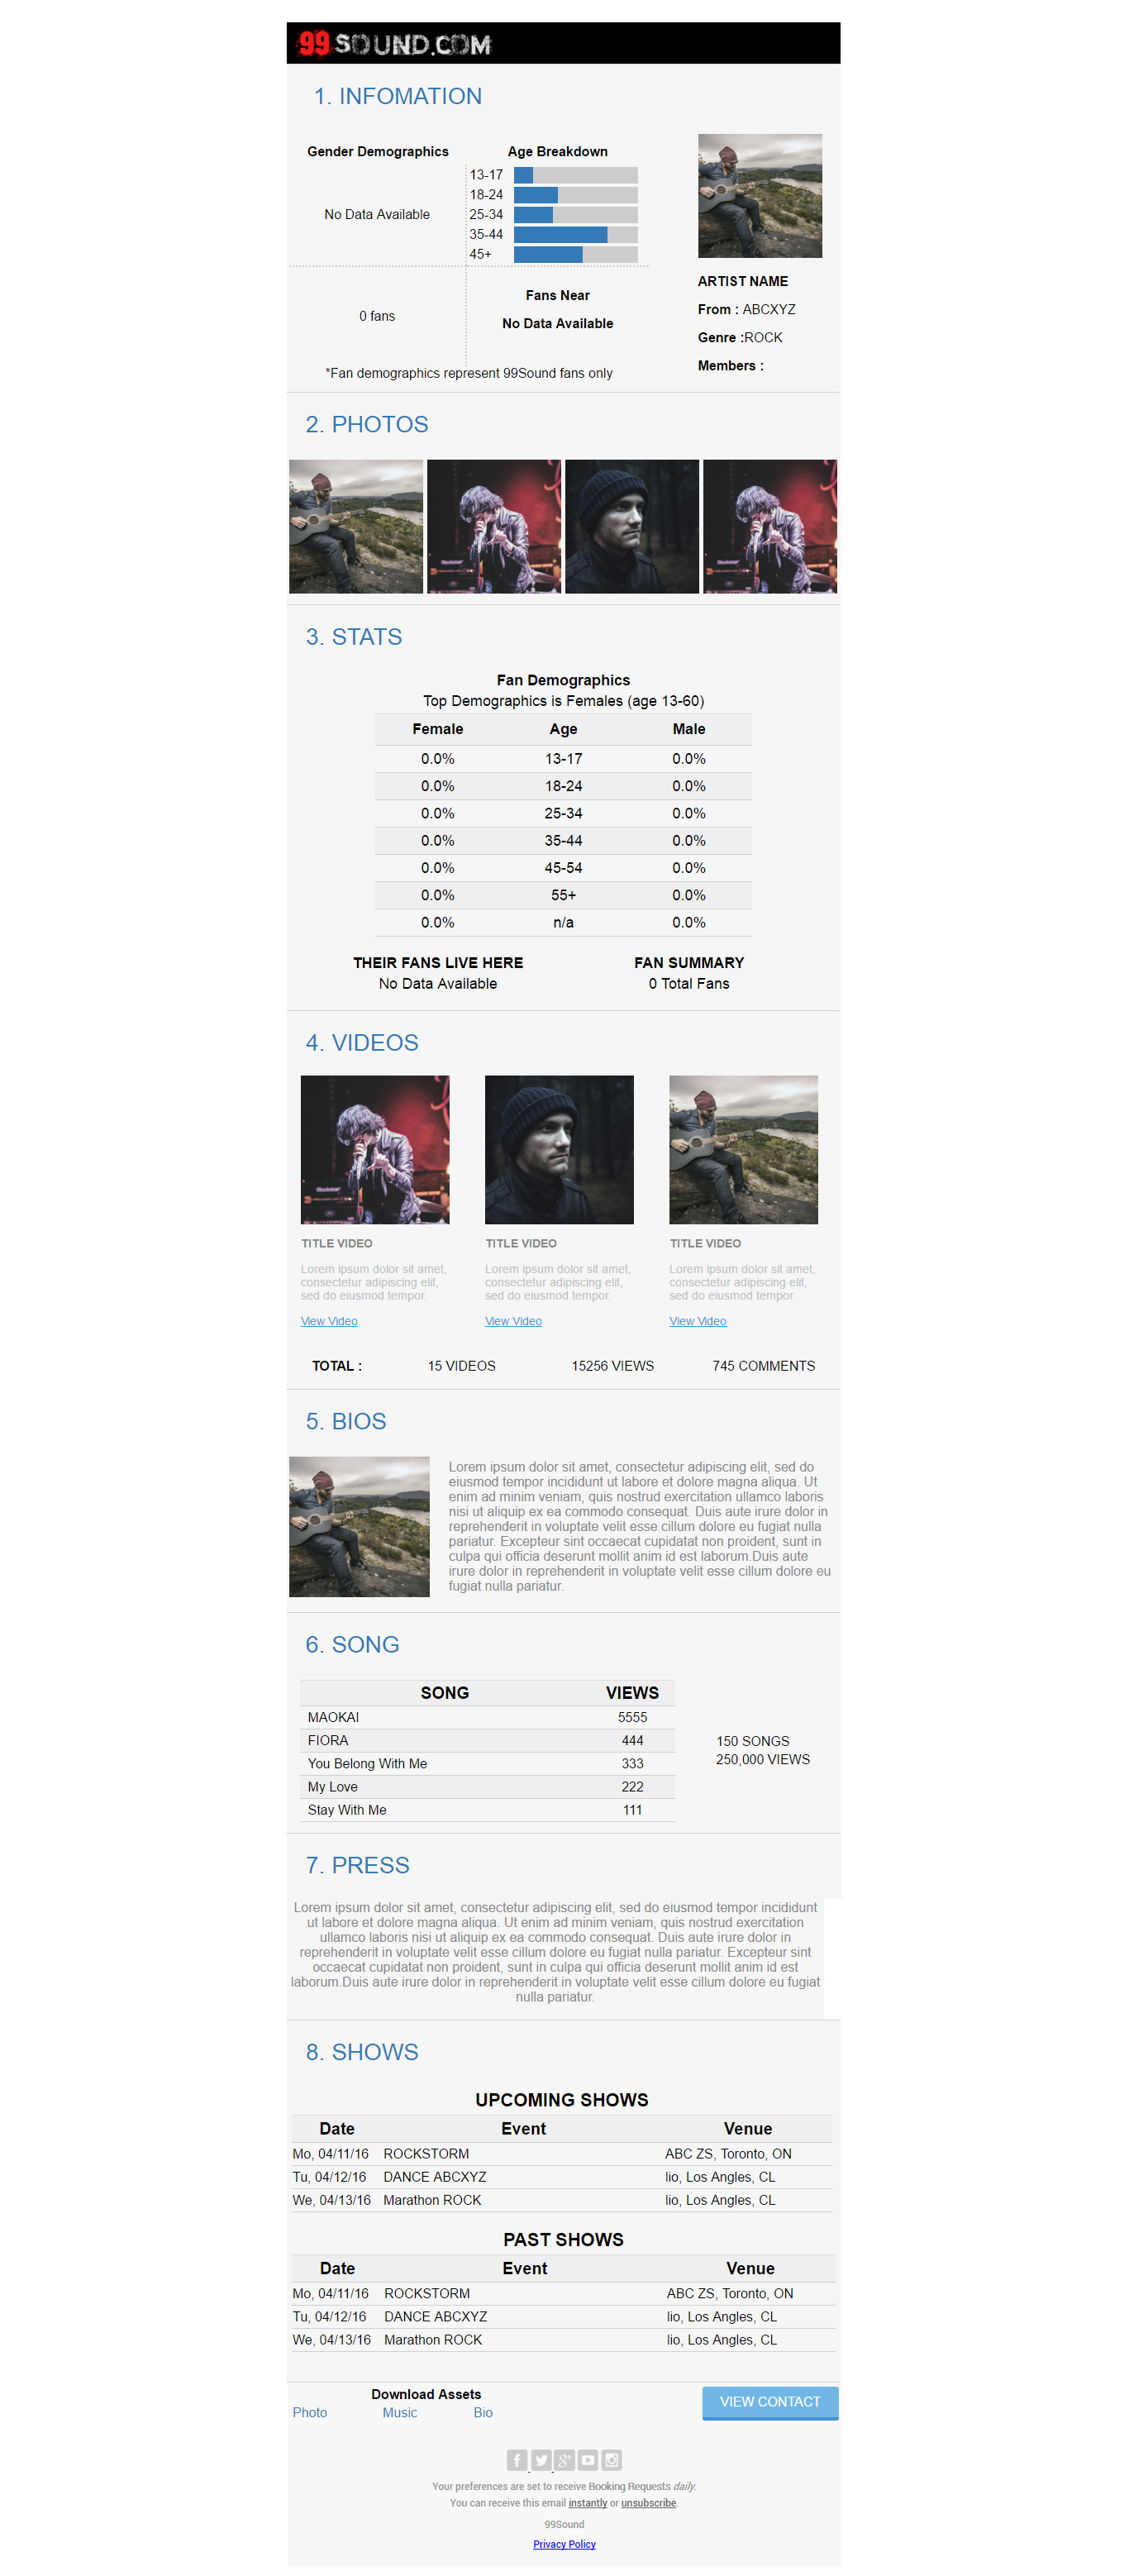 99SOUND.COM
1. INFOMATION
Gender Demographics
Age Breakdown
No Data Available
13-17
18-24
25-34
35-44
45+
0 fans
Fans Near
No Data Available
*Fan demographics represent 99Sound fans only
ARTIST NAME
From : ABCXYZ
Genre :ROCK
Members :
2. PHOTOS
3. STATS
Fan Demographics
Top Demographics is Females (age 13-60)
Female Age Male
0.0% 13-17 0.0%
0.0% 18-24 0.0%
0.0% 25-34 0.0%
0.0% 35-44 0.0%
0.0% 45-54 0.0%
0.0% 55+ 0.0%
0.0% n/a 0.0%
THEIR FANS LIVE HERE
No Data Available
FAN SUMMARY
0 Total Fans
4. VIDEOS
TITLE VIDEO
Lorem ipsum dolor sit amet,
consectetur adipiscing elit,
sed do eiusmod tempor.
View Video
TITLE VIDEO
Lorem ipsum dolor sit amet,
consectetur adipiscing elit,
sed do eiusmod tempor.
View Video
TITLE VIDEO
Lorem ipsum dolor sit amet,
consectetur adipiscing elit,
sed do eiusmod tempor.
View Video
TOTAL : 15 VIDEOS 15256 VIEWS 745 COMMENTS
5. BIOS
Lorem ipsum dolor sit amet, consectetur adipiscing elit, sed do
eiusmod tempor incididunt ut labore et dolore magna aliqua. Ut
enim ad minim veniam, quis nostrud exercitation ullamco laboris
nisi ut aliquip ex ea commodo consequat. Duis aute irure dolor in
reprehenderit in voluptate velit esse cillum dolore eu fugiat nulla
pariatur. Excepteur sint occaecat cupidatat non proident, sunt in
culpa qui officia deserunt mollit anim id est laborum.Duis aute
irure dolor in reprehenderit in voluptate velit esse cillum dolore eu
fugiat nulla pariatur.
6. SONG
SONG VIEWS
MAOKAI 5555
FIORA 444
You Belong With Me 333
My Love 222
Stay With Me 111
150 SONGS
250,000 VIEWS
7. PRESS
Lorem ipsum dolor sit amet, consectetur adipiscing elit, sed do eiusmod tempor incididunt
ut labore et dolore magna aliqua. Ut enim ad minim veniam, quis nostrud exercitation
ullamco laboris nisi ut aliquip ex ea commodo consequat. Duis aute irure dolor in
reprehenderit in voluptate velit esse cillum dolore eu fugiat nulla pariatur. Excepteur sint
occaecat cupidatat non proident, sunt in culpa qui officia deserunt mollit anim id est
laborum.Duis aute irure dolor in reprehenderit in voluptate velit esse cillum dolore eu fugiat
nulla pariatur.
8. SHOWS
UPCOMING SHOWS
Date Event Venue
Mo, 04/11/16 ROCKSTORM ABC ZS, Toronto, ON
Tu, 04/12/16 DANCE ABCXYZ lio, Los Angles, CL
We, 04/13/16 Marathon ROCK lio, Los Angles, CL
PAST SHOWS
Date Event Venue
Mo, 04/11/16 ROCKSTORM ABC ZS, Toronto, ON
Tu, 04/12/16 DANCE ABCXYZ lio, Los Angles, CL
We, 04/13/16 Marathon ROCK lio, Los Angles, CL
Download Assets
Photo Music Bio
VIEW CONTACT
Your preferences are set to receive Booking Requests daily.
You can receive this email instantly or unsubscribe.
99Sound
Privacy Policy